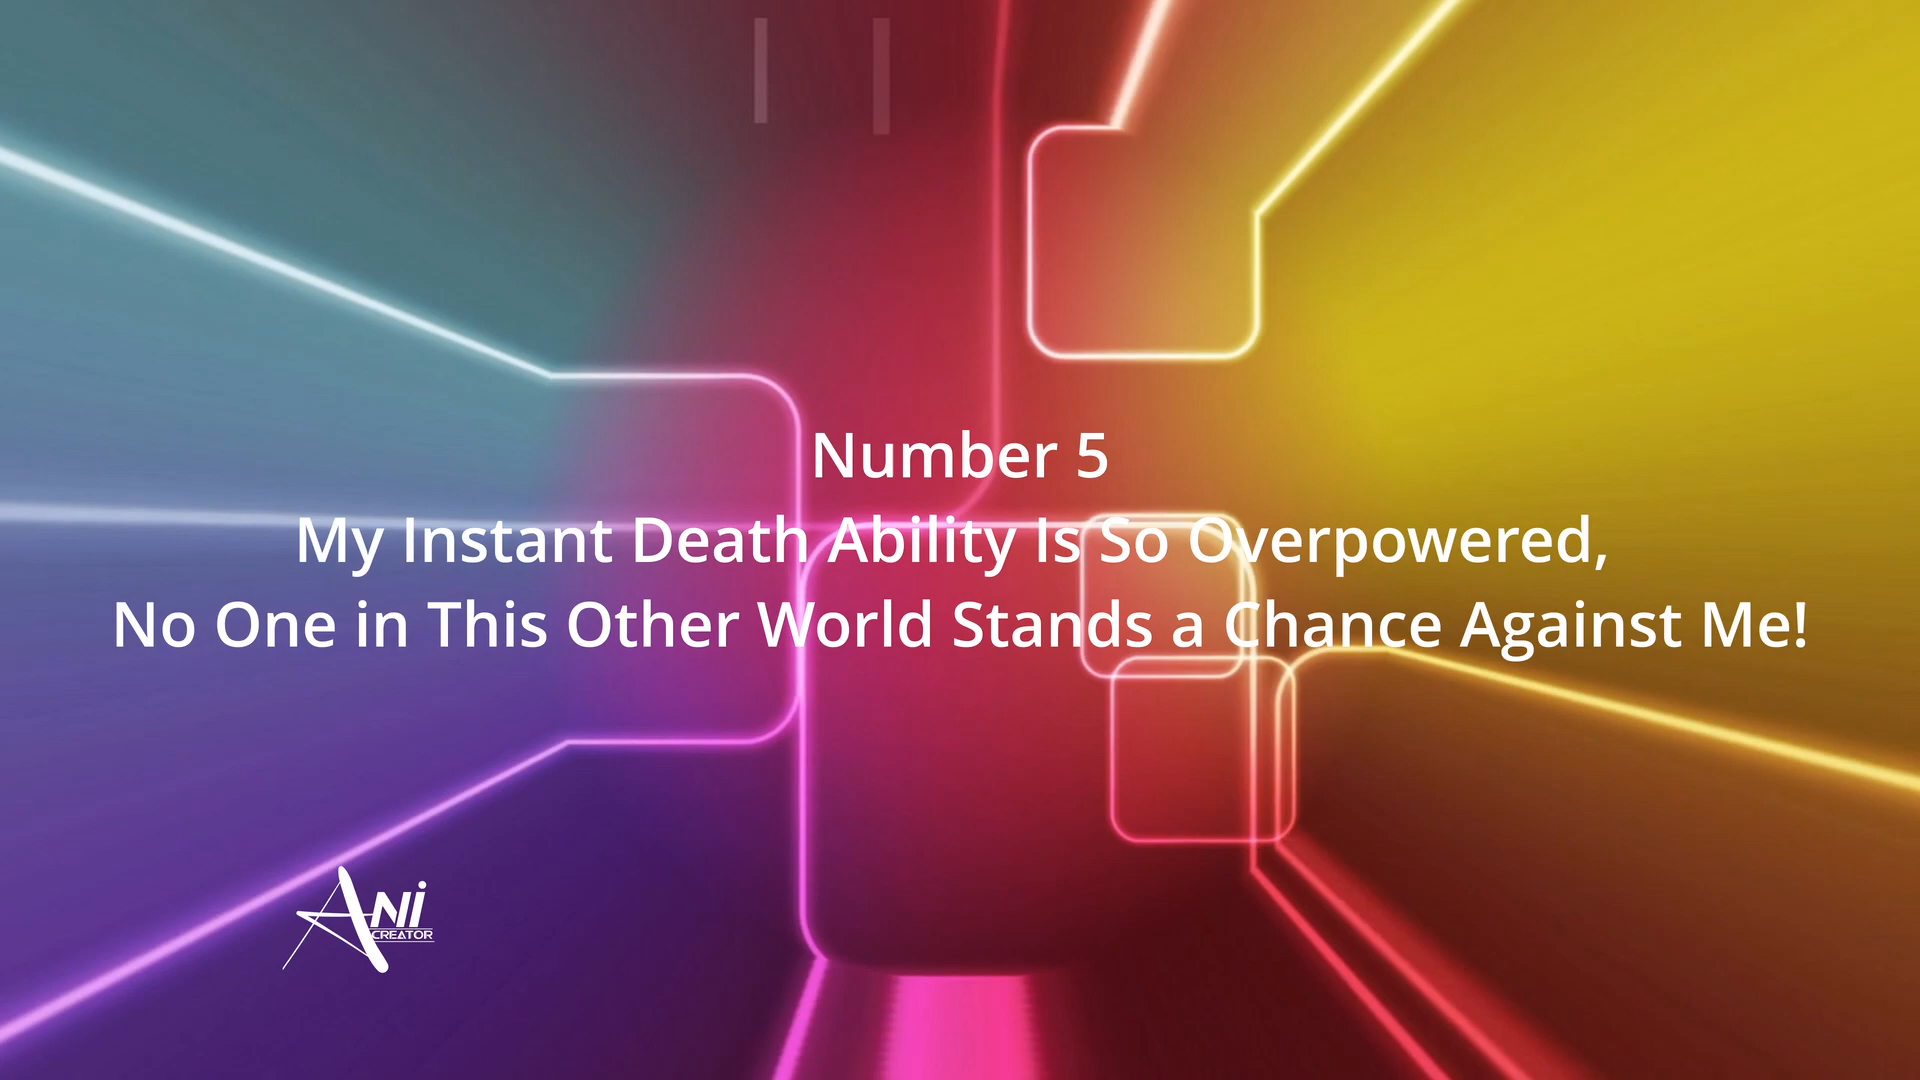 Number 5
My Instant Death Ability Is So Overpowered,
No One in This Other World Stands a Chance Against Me!
ANi
CREATOR